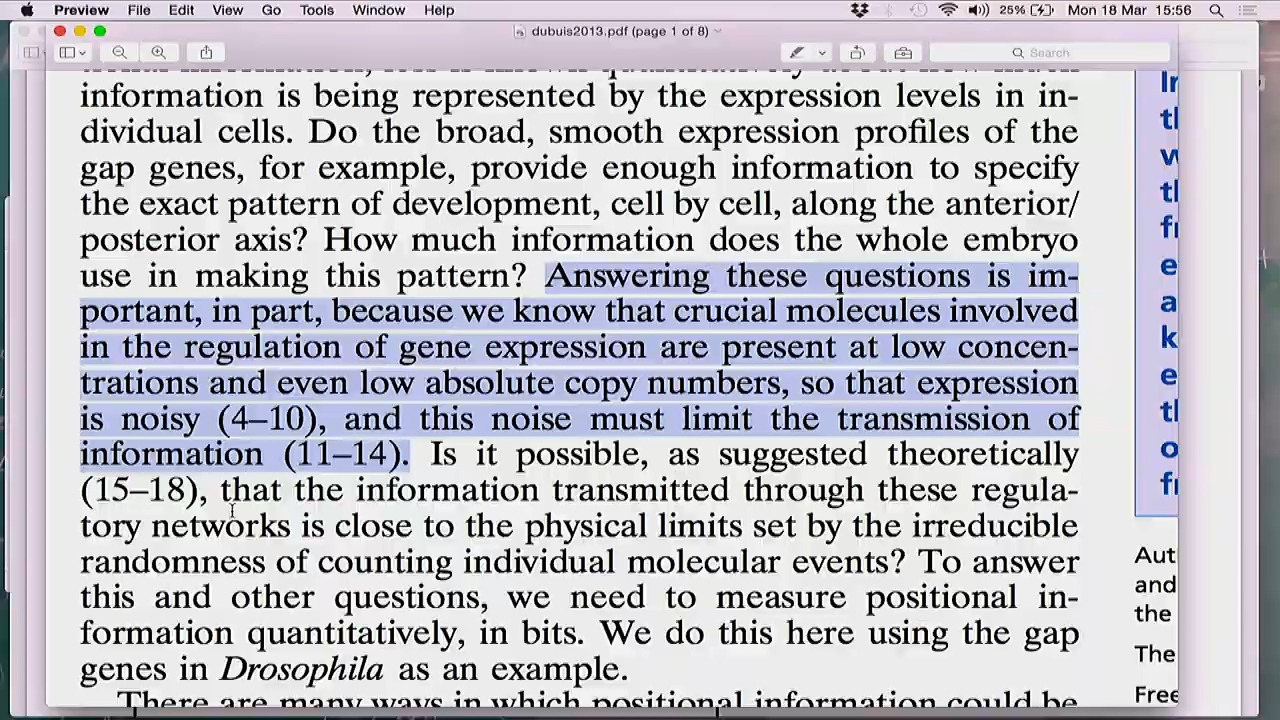 Preview File Edit View Go Tools Window Help 25% Mon 18 Mar 15:56
dubuis2013.pdf (page 1 of 8)
Search
information is being represented by the expression levels in in-
dividual cells. Do the broad, smooth expression profiles of the
gap genes, for example, provide enough information to specify
the exact pattern of development, cell by cell, along the anterior/
posterior axis? How much information does the whole embryo
use in making this pattern? Answering these questions is im-
portant, in part, because we know that crucial molecules involved
in the regulation of gene expression are present at low concen-
trations and even low absolute copy numbers, so that expression
is noisy (4–10), and this noise must limit the transmission of
information (11–14). Is it possible, as suggested theoretically
(15–18), that the information transmitted through these regula-
tory networks is close to the physical limits set by the irreducible
randomness of counting individual molecular events? To answer
this and other questions, we need to measure positional in-
formation quantitatively, in bits. We do this here using the gap
genes in Drosophila as an example.
There are many ways in which positional information could be
Aut
and
the
The
Free